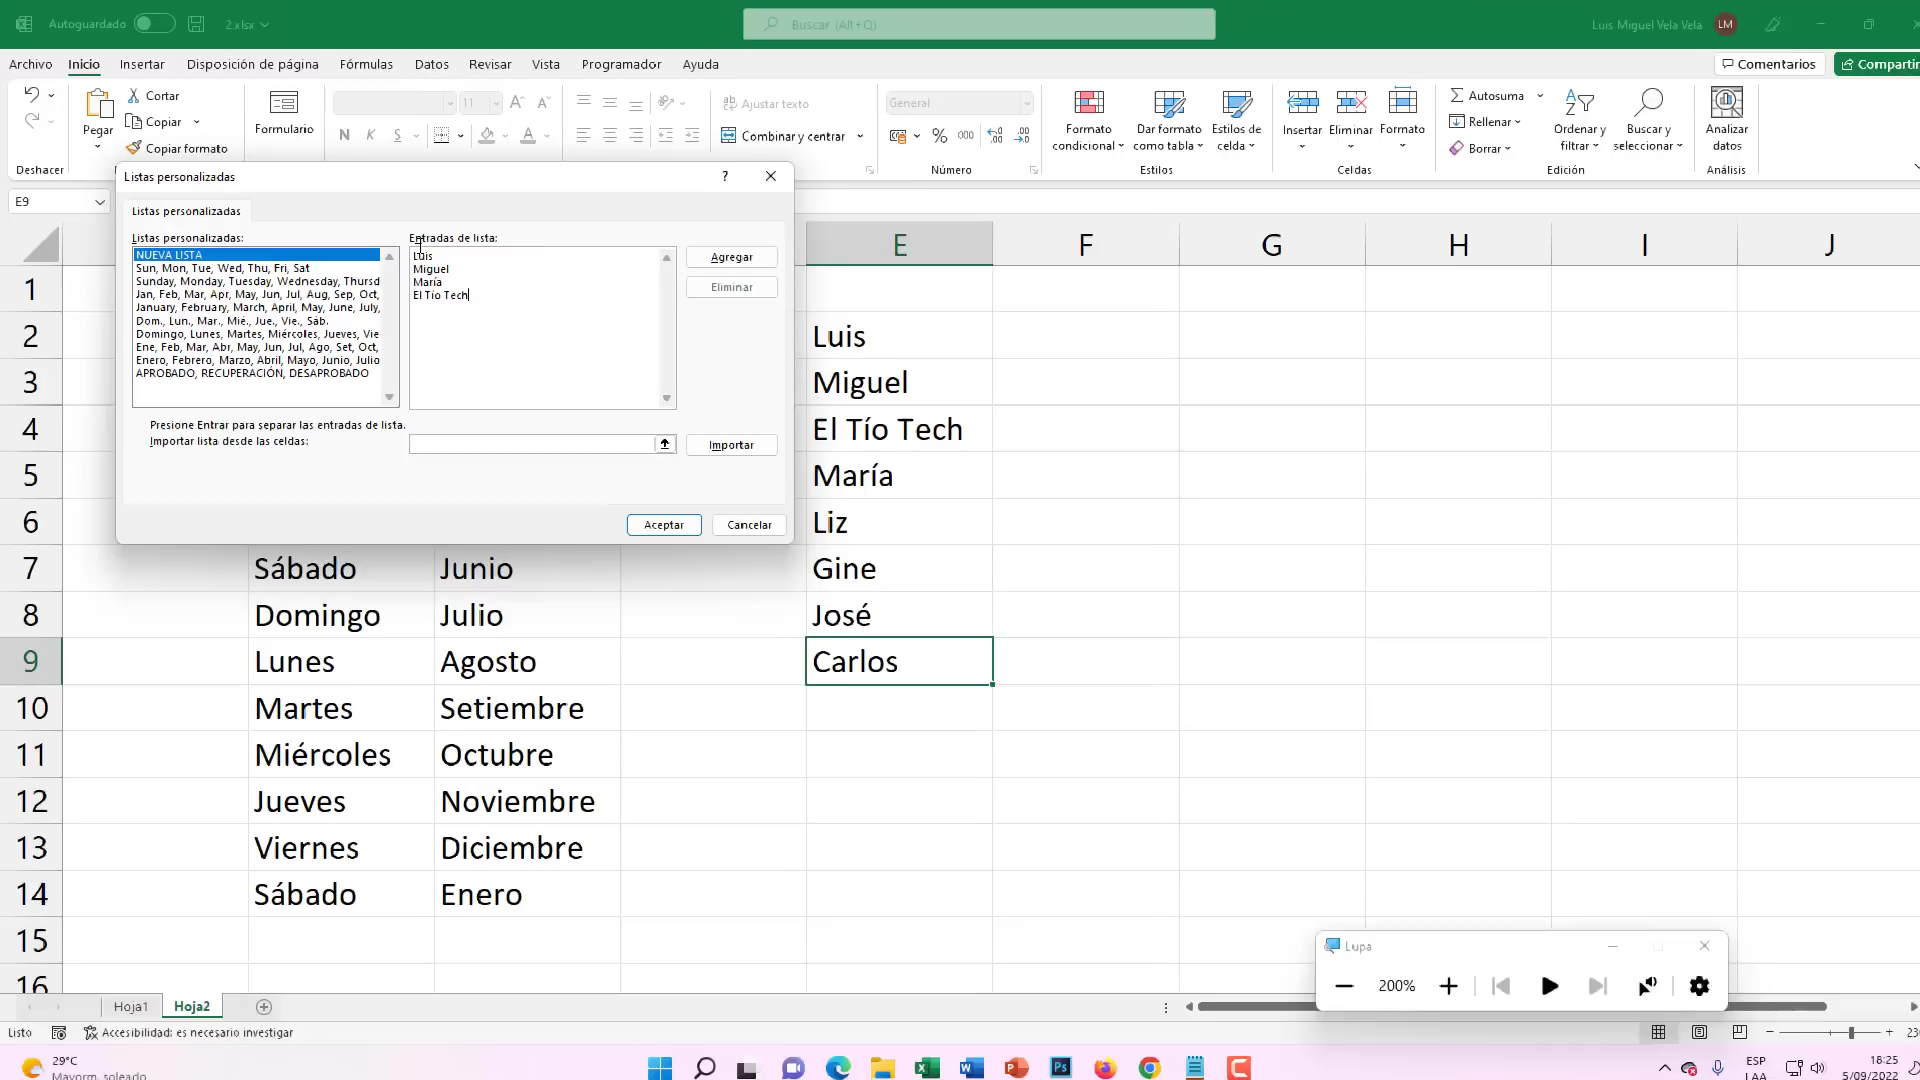 Autoguardado 2.xlsx Buscar (Alt+Q) Luis Miguel Vela Vela LM
Archivo Inicio Insertar Disposición de página Fórmulas Datos Revisar Vista Programador Ayuda Comentarios Compartir
Cortar
Copiar
Copiar formato
Pegar
Deshacer
Formulario
11
N K S
Ajustar texto
Combinar y centrar
General
% 000
Número
Formato condicional
Dar formato como tabla
Estilos de celda
Estilos
Insertar Eliminar Formato
Celdas
Autosuma
Rellenar
Borrar
Ordenar y filtrar
Buscar y seleccionar
Edición
Analizar datos
Análisis
E9
Listas personalizadas ?
Listas personalizadas
Listas personalizadas:
NUEVA LISTA
Sun, Mon, Tue, Wed, Thu, Fri, Sat
Sunday, Monday, Tuesday, Wednesday, Thursd
Jan, Feb, Mar, Apr, May, Jun, Jul, Aug, Sep, Oct,
January, February, March, April, May, June, July,
Dom., Lun., Mar., Mié., Jue., Vie., Sáb.
Domingo, Lunes, Martes, Miércoles, Jueves, Vie
Ene, Feb, Mar, Abr, May, Jun, Jul, Ago, Set, Oct,
Enero, Febrero, Marzo, Abril, Mayo, Junio, Julio
APROBADO, RECUPERACIÓN, DESAPROBADO
Entradas de lista:
Luis
Miguel
María
El Tío Tech
Agregar
Eliminar
Presione Entrar para separar las entradas de lista.
Importar lista desde las celdas:
Importar
Aceptar Cancelar
E F G H I J
1
2 Luis
3 Miguel
4 El Tío Tech
5 María
6 Liz
7 Sábado Junio Gine
8 Domingo Julio José
9 Lunes Agosto Carlos
10 Martes Setiembre
11 Miércoles Octubre
12 Jueves Noviembre
13 Viernes Diciembre
14 Sábado Enero
15
16
Lupa
200%
Hoja1 Hoja2
Listo Accesibilidad: es necesario investigar
29°C
Mayorm. soleado
ESP
LAA
18:25
5/09/2022